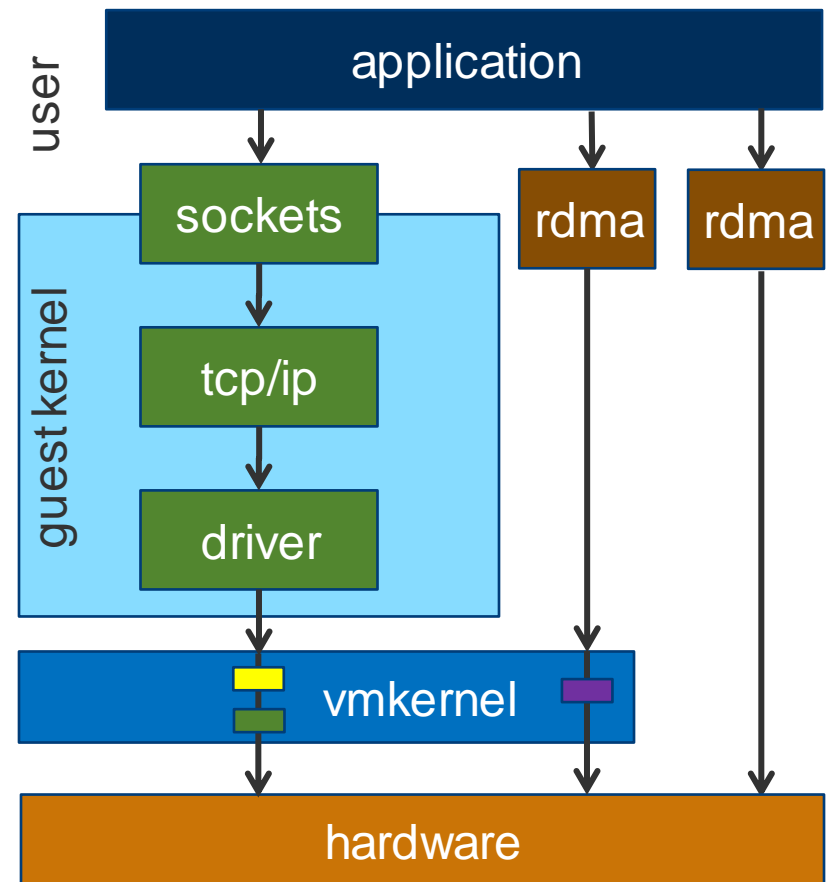 application
user
sockets
rdma
rdma
guest kernel
tcp/ip
driver
vmkernel
hardware